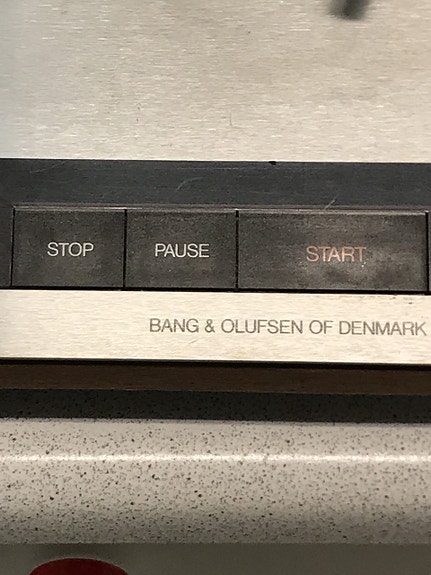 STOP PAUSE START
BANG & OLUFSEN OF DENMARK